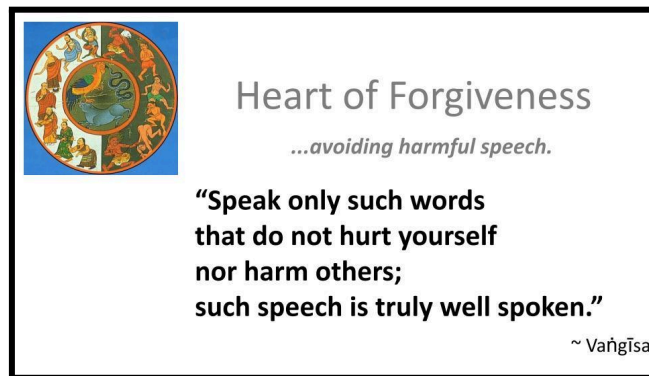 Heart of Forgiveness
...avoiding harmful speech.
“Speak only such words
that do not hurt yourself
nor harm others;
such speech is truly well spoken.”
~ Vaṅgīsa